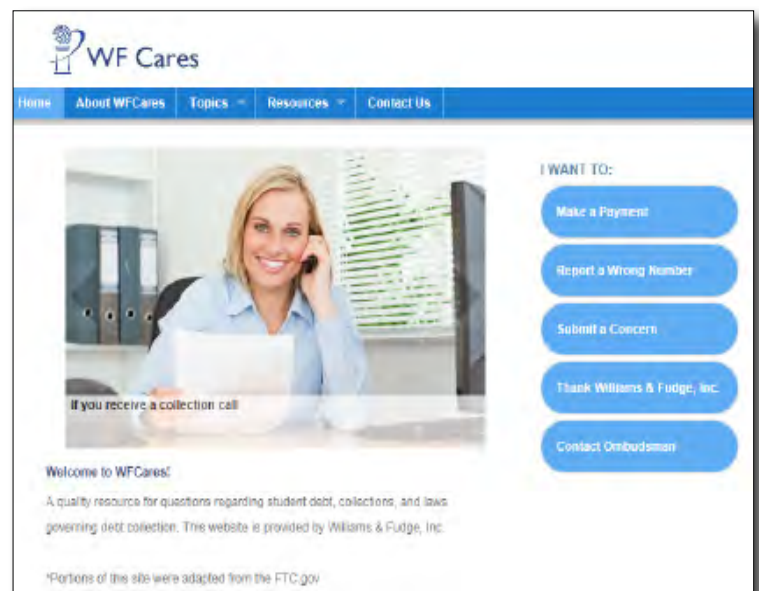 WF Cares
Home About WFCares Topics Resources Contact Us
I WANT TO:
Make a Payment
Report a Wrong Number
Submit a Concern
Thank Williams & Fudge, Inc.
Contact Ombudsman
If you receive a collection call
Welcome to WFCares!
A quality resource for questions regarding student debt, collections, and laws
governing debt collection. This website is provided by Williams & Fudge, Inc.
*Portions of this site were adapted from the FTC.gov